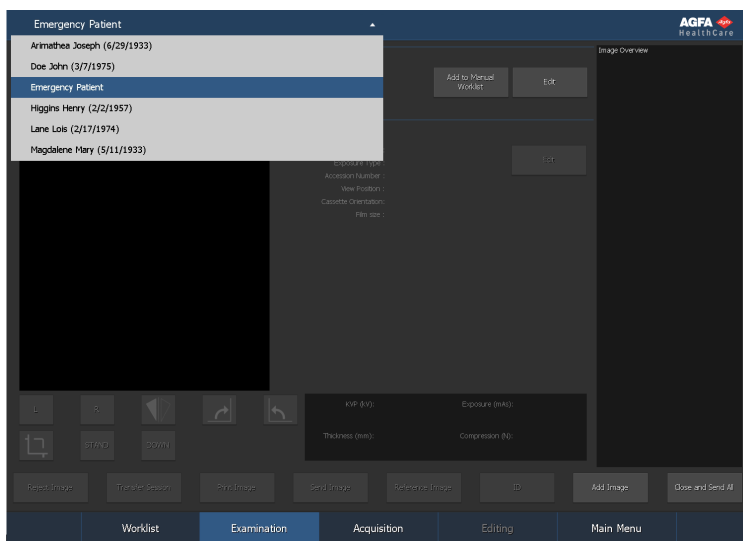 Emergency Patient
AGFA
HealthCare
Arimathea Joseph (6/29/1933)
Doe John (3/7/1975)
Emergency Patient
Higgins Henry (2/2/1957)
Lane Lois (2/17/1974)
Magdalene Mary (5/11/1933)
Add to Manual
Worklist
Edit
Image Overview
Exposure Type :
Edit
Accession Number :
View Position :
Cassette Orientation:
Film size :
L
R
STAND
DOWN
KVP (kV):
Exposure (mAs):
Thickness (mm):
Compression (N):
Reject Image
Transfer Session
Print Image
Send Image
Reference Image
ID
Add Image
Close and Send All
Worklist
Examination
Acquisition
Editing
Main Menu